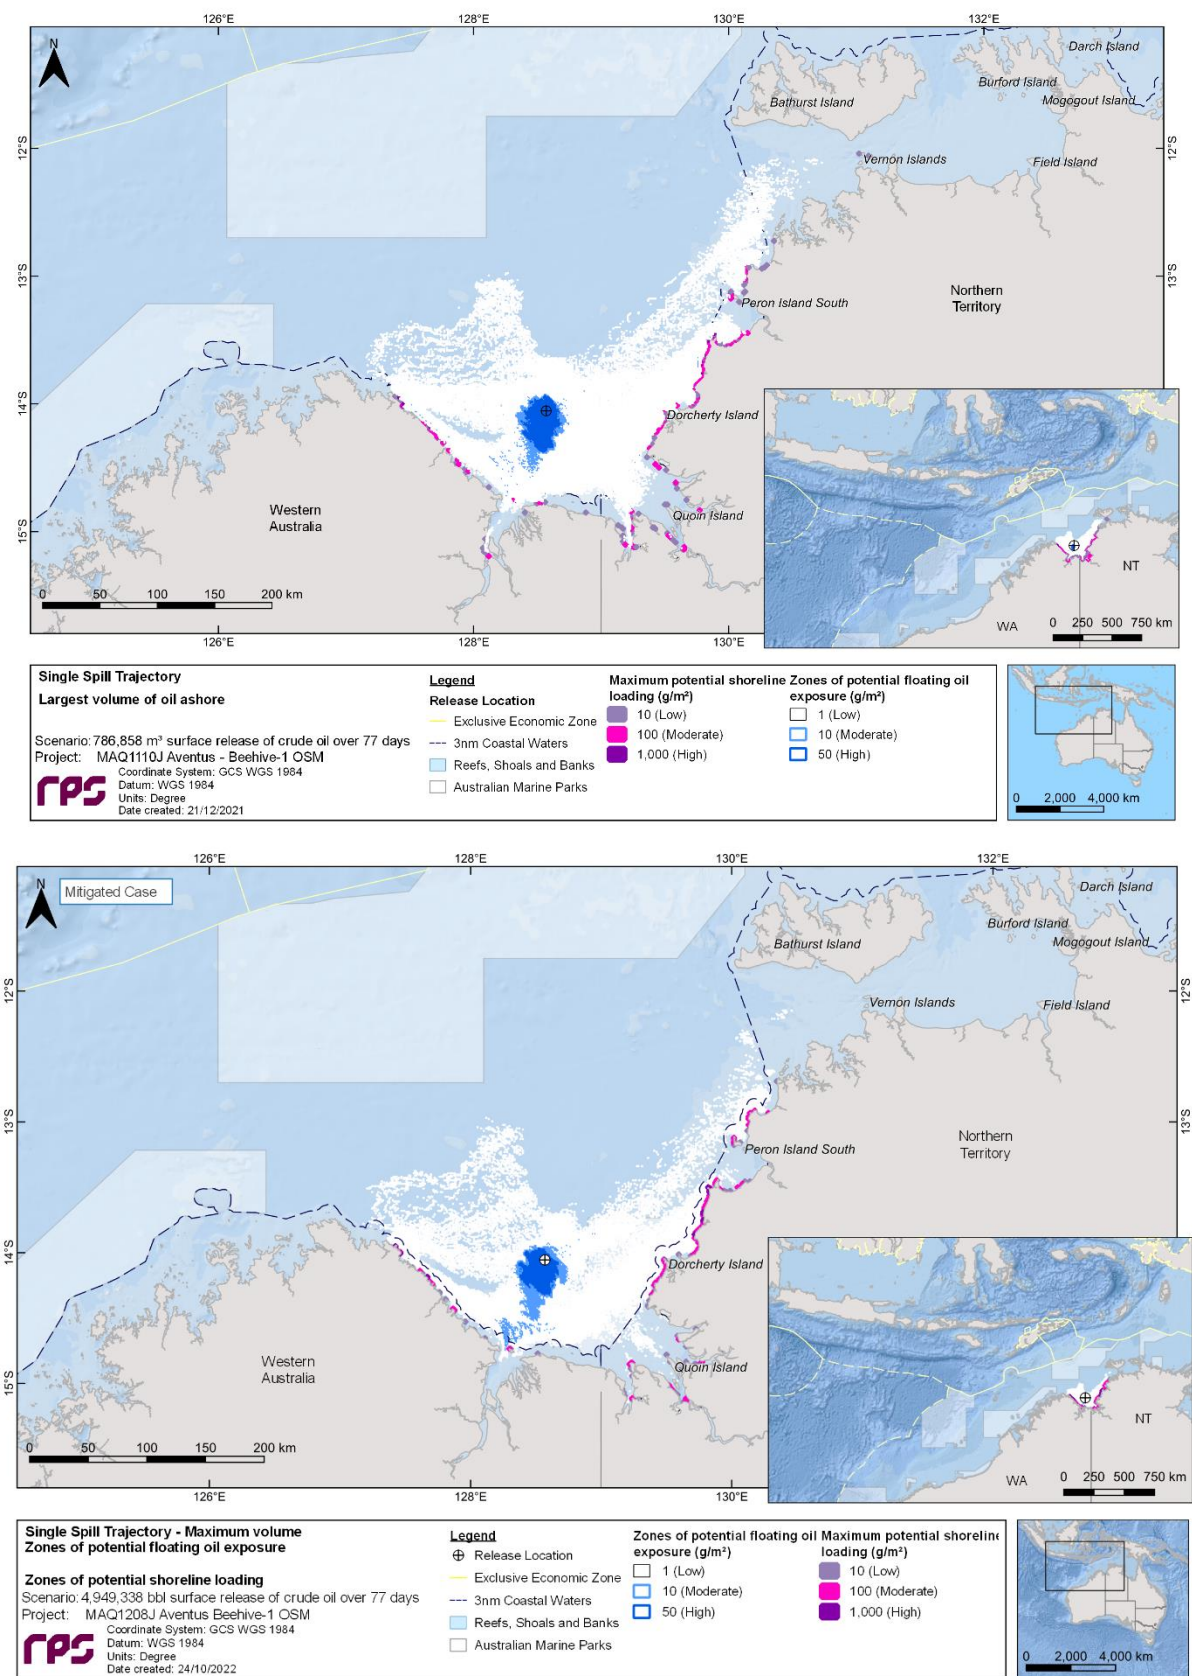 126°E 128°E 130°E 132°E
N
Darch Island
Burford Island
Bathurst Island
Mogogout Island
12°S 12°S
Vernon Islands
Field Island
13°S 13°S
Northern
Territory
Peron Island South
14°S
Dorcherty Island
Western
Australia
Quoin Island
15°S
NT
WA
0 50 100 150 200 km
0 250 500 750 km
126°E 128°E 130°E
Single Spill Trajectory
Largest volume of oil ashore
Scenario: 786,858 m³ surface release of crude oil over 77 days
Project: MAQ1110J Aventus - Beehive-1 OSM
rps
Coordinate System: GCS WGS 1984
Datum: WGS 1984
Units: Degree
Date created: 21/12/2021
Legend
Release Location
Exclusive Economic Zone
3nm Coastal Waters
Reefs, Shoals and Banks
Australian Marine Parks
Maximum potential shoreline
loading (g/m²)
10 (Low)
100 (Moderate)
1,000 (High)
Zones of potential floating oil
exposure (g/m²)
1 (Low)
10 (Moderate)
50 (High)
0 2,000 4,000 km
126°E 128°E 130°E 132°E
N
Mitigated Case
Darch Island
Burford Island
Bathurst Island
Mogogout Island
12°S 12°S
Vernon Islands
Field Island
13°S 13°S
Northern
Territory
Peron Island South
14°S
Dorcherty Island
Western
Australia
Quoin Island
15°S
NT
WA
0 50 100 150 200 km
0 250 500 750 km
126°E 128°E 130°E
Single Spill Trajectory - Maximum volume
Zones of potential floating oil exposure
Zones of potential shoreline loading
Scenario: 4,949,338 bbl surface release of crude oil over 77 days
Project: MAQ1208J Aventus Beehive-1 OSM
rps
Coordinate System: GCS WGS 1984
Datum: WGS 1984
Units: Degree
Date created: 24/10/2022
Legend
Release Location
Exclusive Economic Zone
3nm Coastal Waters
Reefs, Shoals and Banks
Australian Marine Parks
Zones of potential floating oil
exposure (g/m²)
1 (Low)
10 (Moderate)
50 (High)
Maximum potential shoreline
loading (g/m²)
10 (Low)
100 (Moderate)
1,000 (High)
0 2,000 4,000 km